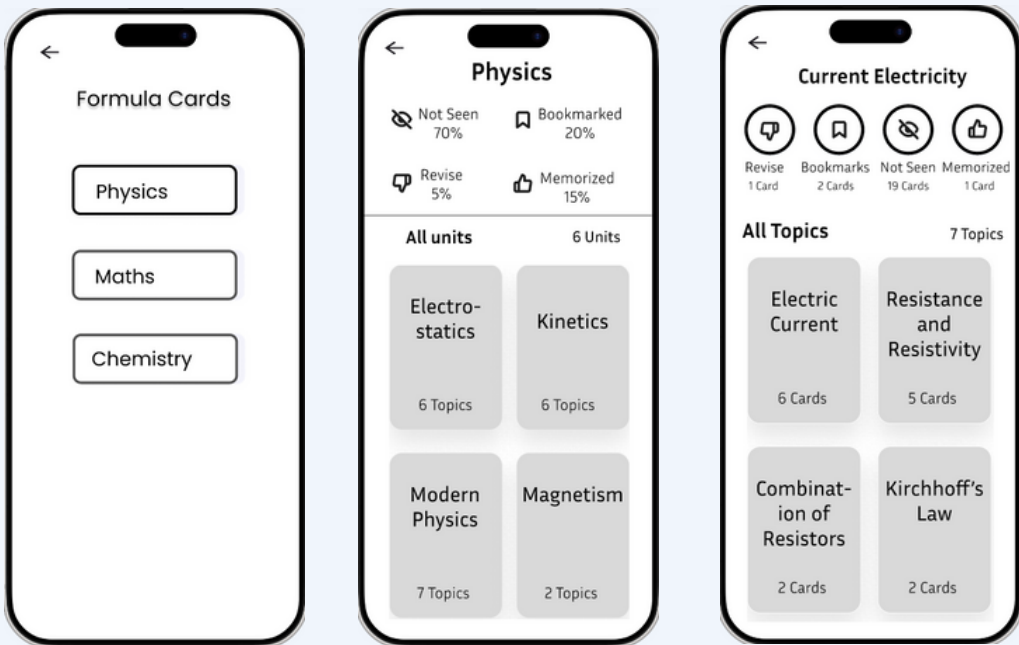 Formula Cards
Physics
Maths
Chemistry
Physics
Not Seen
70%
Bookmarked
20%
Revise
5%
Memorized
15%
All units
6 Units
Electro-
statics
6 Topics
Kinetics
6 Topics
Modern
Physics
7 Topics
Magnetism
2 Topics
Current Electricity
Revise
1 Card
Bookmarks
2 Cards
Not Seen
19 Cards
Memorized
1 Card
All Topics
7 Topics
Electric
Current
6 Cards
Resistance
and
Resistivity
5 Cards
Combinat-
ion of
Resistors
2 Cards
Kirchhoff's
Law
2 Cards